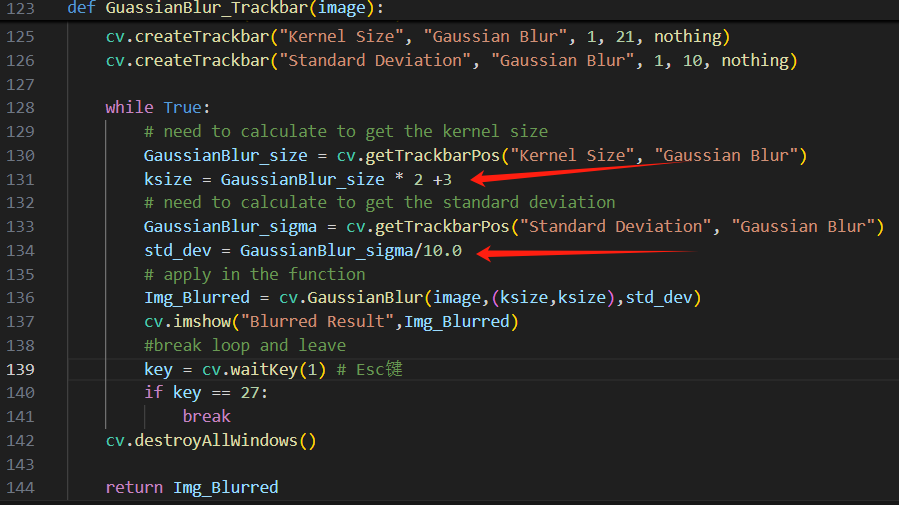 123 def GuassianBlur_Trackbar(image):
125 cv.createTrackbar("Kernel Size", "Gaussian Blur", 1, 21, nothing)
126 cv.createTrackbar("Standard Deviation", "Gaussian Blur", 1, 10, nothing)
127
128 while True:
129 # need to calculate to get the kernel size
130 GaussianBlur_size = cv.getTrackbarPos("Kernel Size", "Gaussian Blur")
131 ksize = GaussianBlur_size * 2 +3
132 # need to calculate to get the standard deviation
133 GaussianBlur_sigma = cv.getTrackbarPos("Standard Deviation", "Gaussian Blur")
134 std_dev = GaussianBlur_sigma/10.0
135 # apply in the function
136 Img_Blurred = cv.GaussianBlur(image,(ksize,ksize),std_dev)
137 cv.imshow("Blurred Result",Img_Blurred)
138 #break loop and leave
139 key = cv.waitKey(1) # Esc键
140 if key == 27:
141 break
142 cv.destroyAllWindows()
143
144 return Img_Blurred